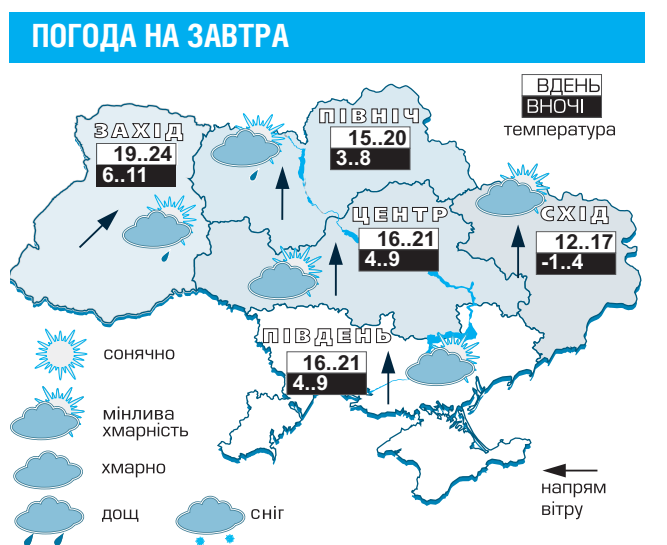 ПОГОДА НА ЗАВТРА
ВДЕНЬ
ВНОЧІ
температура
ЗАХІД
19..24
6..11
ПІВНІЧ
15..20
3..8
ЦЕНТР
16..21
4..9
СХІД
12..17
-1..4
ПІВДЕНЬ
16..21
4..9
сонячно
мінлива
хмарність
хмарно
дощ
сніг
напрям
вітру